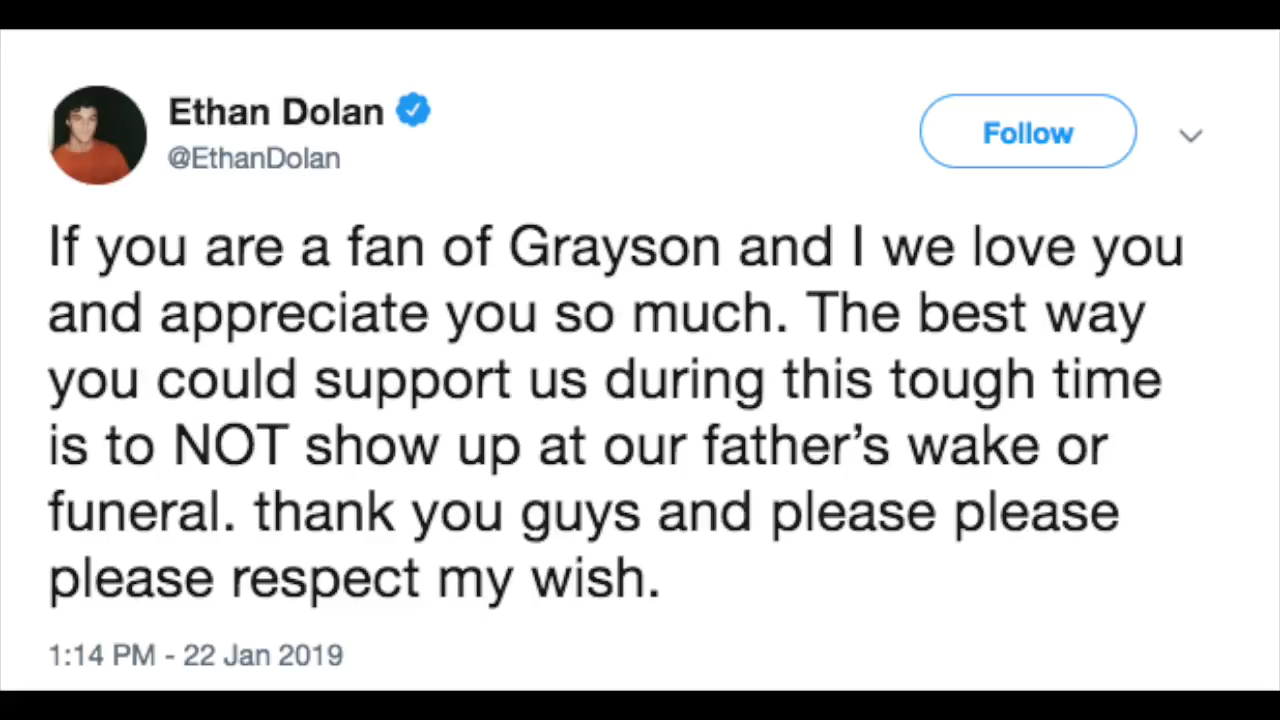 Ethan Dolan
@EthanDolan
Follow
If you are a fan of Grayson and I we love you
and appreciate you so much. The best way
you could support us during this tough time
is to NOT show up at our father’s wake or
funeral. thank you guys and please please
please respect my wish.
1:14 PM - 22 Jan 2019